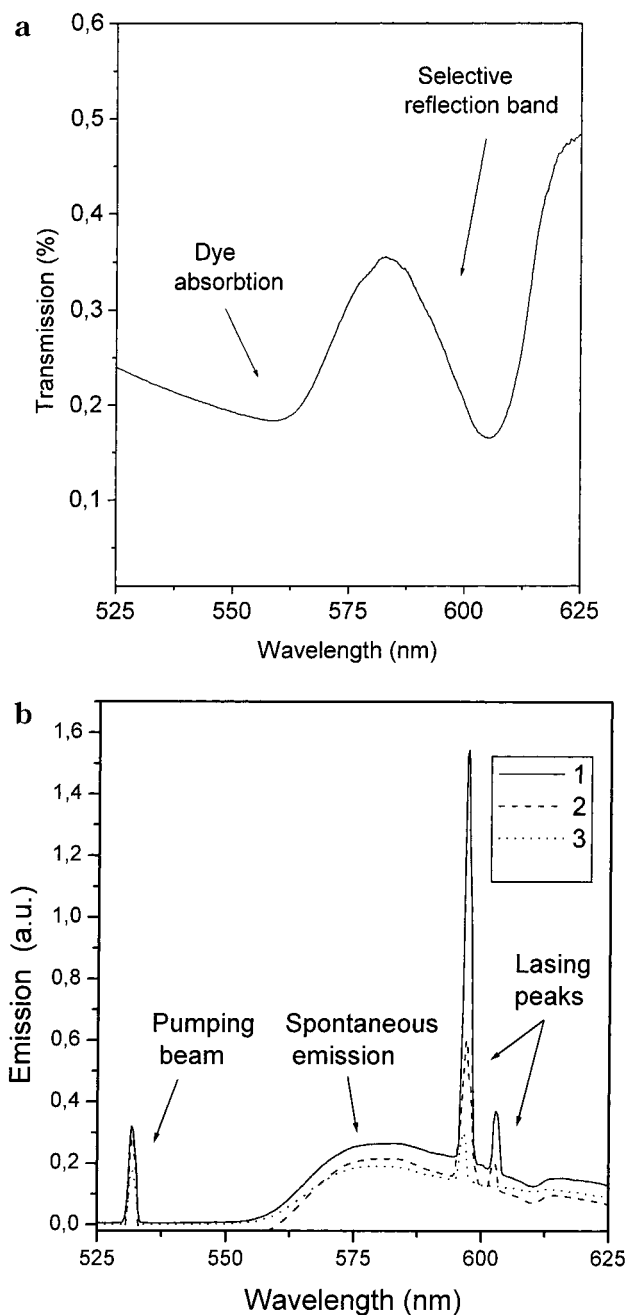 a
0,6
0,5
0,4
0,3
0,2
0,1
Transmission (%)
Selective
reflection band
Dye
absorbtion
525
550
575
600
625
Wavelength (nm)
b
1,6
1,4
1,2
1,0
0,8
0,6
0,4
0,2
0,0
Emission (a.u.)
1
2
3
Lasing
peaks
Pumping
beam
Spontaneous
emission
525
550
575
600
625
Wavelength (nm)